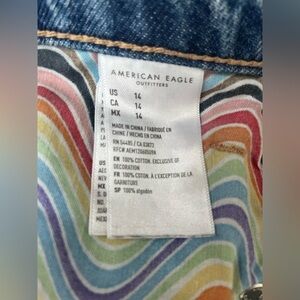 AMERICAN EAGLE
OUTFITTERS
US 14
CA 14
MX 14
MADE IN CHINA / FABRIQUÉ EN
CHINE / HECHO EN CHINA
RN 54485 / CA 03873
EN 100% COTTON. EXCLUSIVE OF
DECORATION
FR 100% COTON. À L'EXCEPTION DE LA
GARNITURE
SP 100% algodón